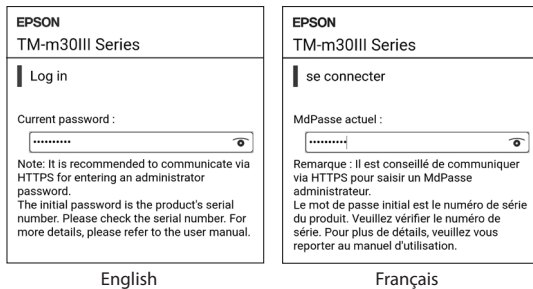 EPSON
TM-m30III Series
Log in
Current password :
••••••••••
Note: It is recommended to communicate via
HTTPS for entering an administrator
password.
The initial password is the product's serial
number. Please check the serial number. For
more details, please refer to the user manual.
English
EPSON
TM-m30III Series
se connecter
MdPasse actuel :
••••••••••
Remarque : Il est conseillé de communiquer
via HTTPS pour saisir un MdPasse
administrateur.
Le mot de passe initial est le numéro de série
du produit. Veuillez vérifier le numéro de
série. Pour plus de détails, veuillez vous
reporter au manuel d'utilisation.
Français